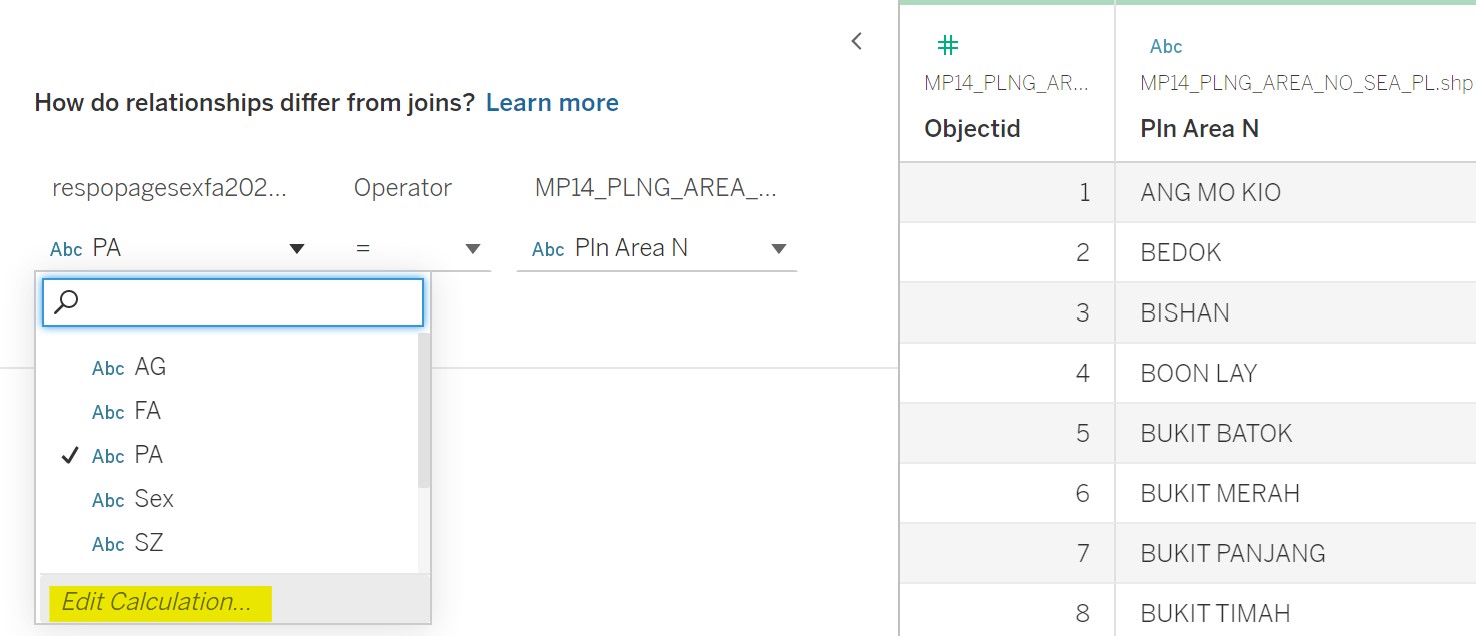 How do relationships differ from joins? Learn more
respopagesexfa202... Operator MP14_PLNG_AREA_...
Abc PA = Abc Pln Area N
Abc AG
Abc FA
Abc PA
Abc Sex
Abc SZ
Edit Calculation...
Abc
MP14_PLNG_AR... MP14_PLNG_AREA_NO_SEA_PL.shp
Objectid Pln Area N
1 ANG MO KIO
2 BEDOK
3 BISHAN
4 BOON LAY
5 BUKIT BATOK
6 BUKIT MERAH
7 BUKIT PANJANG
8 BUKIT TIMAH